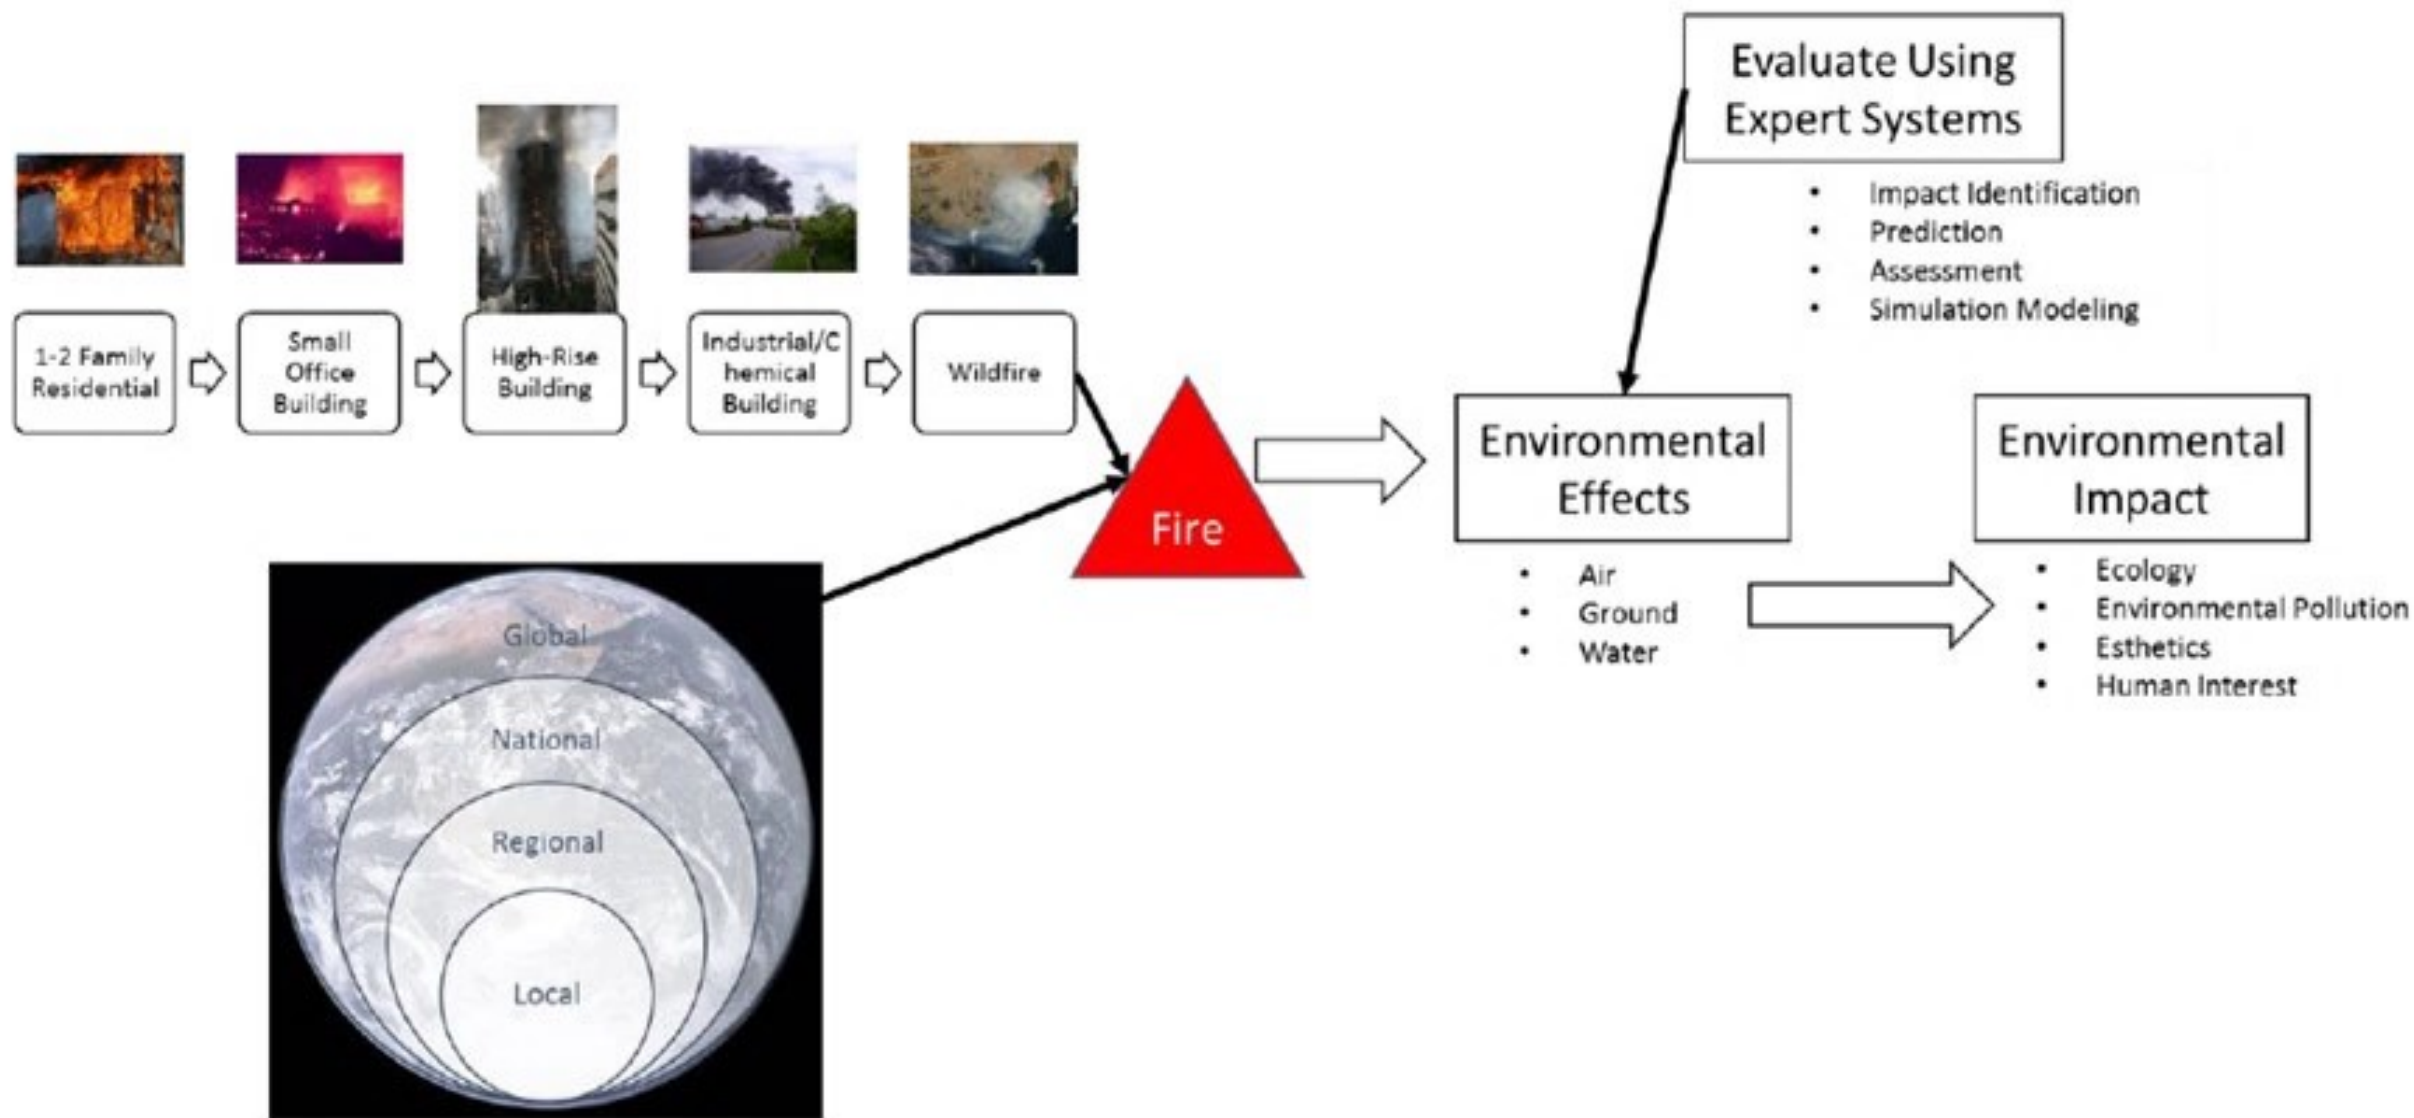 Evaluate Using
Expert Systems
• Impact Identification
• Prediction
• Assessment
• Simulation Modeling
1-2 Family
Residential
Small
Office
Building
High-Rise
Building
Industrial/C
hemical
Building
Wildfire
Fire
Environmental
Effects
• Air
• Ground
• Water
Environmental
Impact
• Ecology
• Environmental Pollution
• Esthetics
• Human Interest
Global
National
Regional
Local